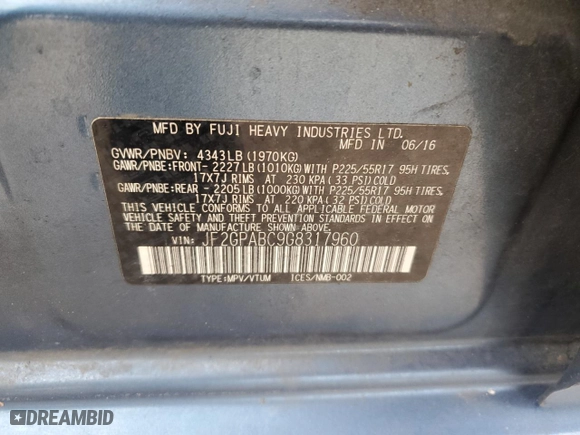 MFD BY FUJI HEAVY INDUSTRIES LTD.
MFD IN 06/16
GVWR/PNBV: 4343LB (1970KG)
GAWR/PNBE:FRONT- 2227LB(1010KG)WITH P225/55R17 95H TIRES,
17X7J RIMS AT 230 KPA( 33 PSI)COLD
GAWR/PNBE:REAR - 2205LB(1000KG)WITH P225/55R17 95H TIRES,
17X7J RIMS AT 220 KPA( 32 PSI)COLD
THIS VEHICLE CONFORMS TO ALL APPLICABLE FEDERAL MOTOR
VEHICLE SAFETY AND THEFT PREVENTION STANDARDS IN EFFECT ON
THE DATE OF MANUFACTURE SHOWN ABOVE.
VIN: JF2GPABC9G8317960
TYPE:MPV/VTUM ICES/NMB-002
DREAMBID